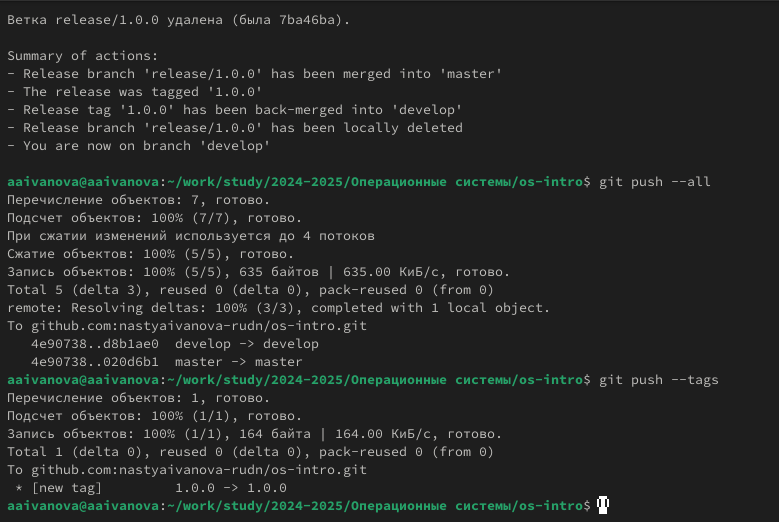 Ветка release/1.0.0 удалена (была 7ba46ba).
Summary of actions:
- Release branch 'release/1.0.0' has been merged into 'master'
- The release was tagged '1.0.0'
- Release tag '1.0.0' has been back-merged into 'develop'
- Release branch 'release/1.0.0' has been locally deleted
- You are now on branch 'develop'
aaivanova@aaivanova:~/work/study/2024-2025/Операционные системы/os-intro$ git push --all
Перечисление объектов: 7, готово.
Подсчет объектов: 100% (7/7), готово.
При сжатии изменений используется до 4 потоков
Сжатие объектов: 100% (5/5), готово.
Запись объектов: 100% (5/5), 635 байтов | 635.00 КиБ/с, готово.
Total 5 (delta 3), reused 0 (delta 0), pack-reused 0 (from 0)
remote: Resolving deltas: 100% (3/3), completed with 1 local object.
To github.com:nastyaivanova-rudn/os-intro.git
   4e90738..d8b1ae0  develop -> develop
   4e90738..020d6b1  master -> master
aaivanova@aaivanova:~/work/study/2024-2025/Операционные системы/os-intro$ git push --tags
Перечисление объектов: 1, готово.
Подсчет объектов: 100% (1/1), готово.
Запись объектов: 100% (1/1), 164 байта | 164.00 КиБ/с, готово.
Total 1 (delta 0), reused 0 (delta 0), pack-reused 0 (from 0)
To github.com:nastyaivanova-rudn/os-intro.git
 * [new tag]         1.0.0 -> 1.0.0
aaivanova@aaivanova:~/work/study/2024-2025/Операционные системы/os-intro$